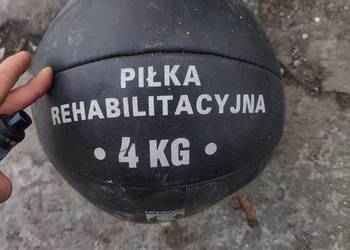 PIŁKA
REHABILITACYJNA
• 4 KG •